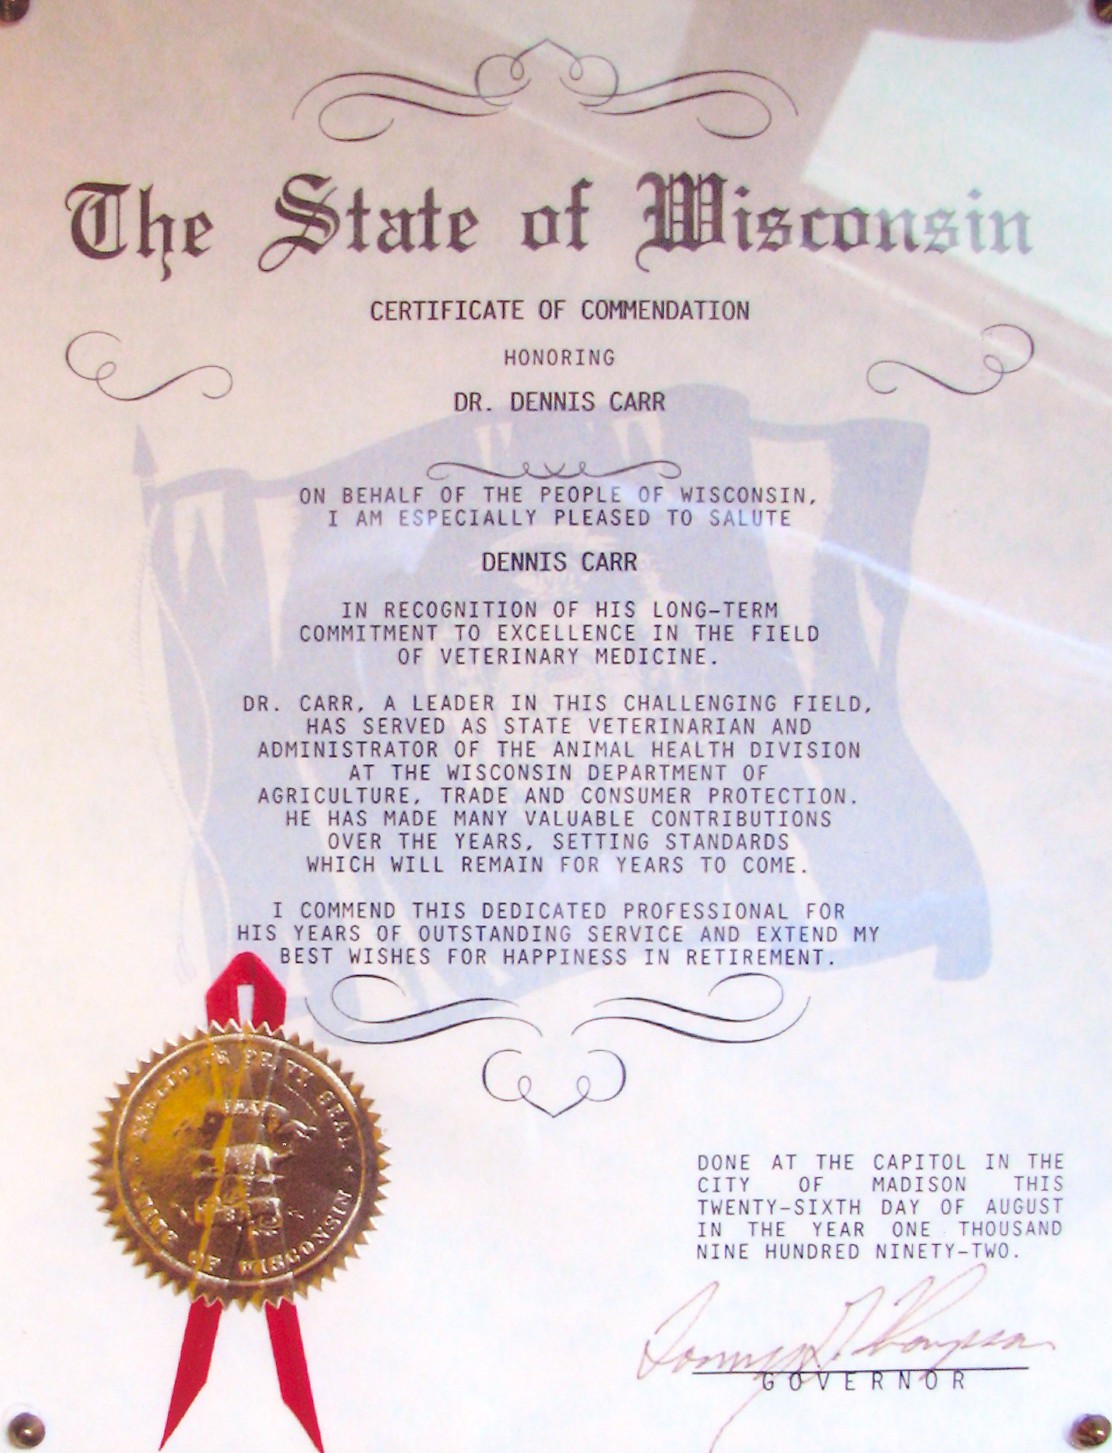 The State of Wisconsin
CERTIFICATE OF COMMENDATION
HONORING
DR. DENNIS CARR
ON BEHALF OF THE PEOPLE OF WISCONSIN,
I AM ESPECIALLY PLEASED TO SALUTE
DENNIS CARR
IN RECOGNITION OF HIS LONG-TERM
COMMITMENT TO EXCELLENCE IN THE FIELD
OF VETERINARY MEDICINE.
DR. CARR, A LEADER IN THIS CHALLENGING FIELD,
HAS SERVED AS STATE VETERINARIAN AND
ADMINISTRATOR OF THE ANIMAL HEALTH DIVISION
AT THE WISCONSIN DEPARTMENT OF
AGRICULTURE, TRADE AND CONSUMER PROTECTION.
HE HAS MADE MANY VALUABLE CONTRIBUTIONS
OVER THE YEARS, SETTING STANDARDS
WHICH WILL REMAIN FOR YEARS TO COME.
I COMMEND THIS DEDICATED PROFESSIONAL FOR
HIS YEARS OF OUTSTANDING SERVICE AND EXTEND MY
BEST WISHES FOR HAPPINESS IN RETIREMENT.
EXECUTIVE PRIVY SEAL
STATE OF WISCONSIN
DONE AT THE CAPITOL IN THE
CITY OF MADISON THIS
TWENTY-SIXTH DAY OF AUGUST
IN THE YEAR ONE THOUSAND
NINE HUNDRED NINETY-TWO.
Tommy G. Thompson
GOVERNOR